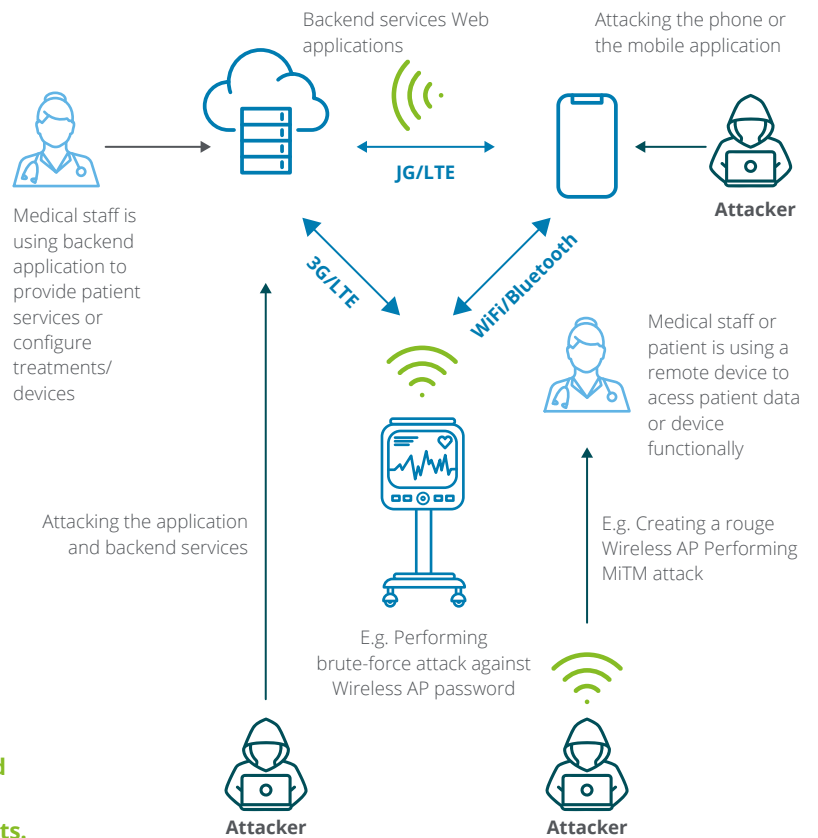 Backend services Web
applications
Attacking the phone or
the mobile application
JG/LTE
Attacker
Medical staff is
using backend
application to
provide patient
services or
configure
treatments/
devices
3G/LTE
WiFi/Bluetooth
Medical staff or
patient is using a
remote device to
acess patient data
or device
functionally
Attacking the application
and backend services
E.g. Creating a rouge
Wireless AP Performing
MiTM attack
E.g. Performing
brute-force attack against
Wireless AP password
Attacker
Attacker